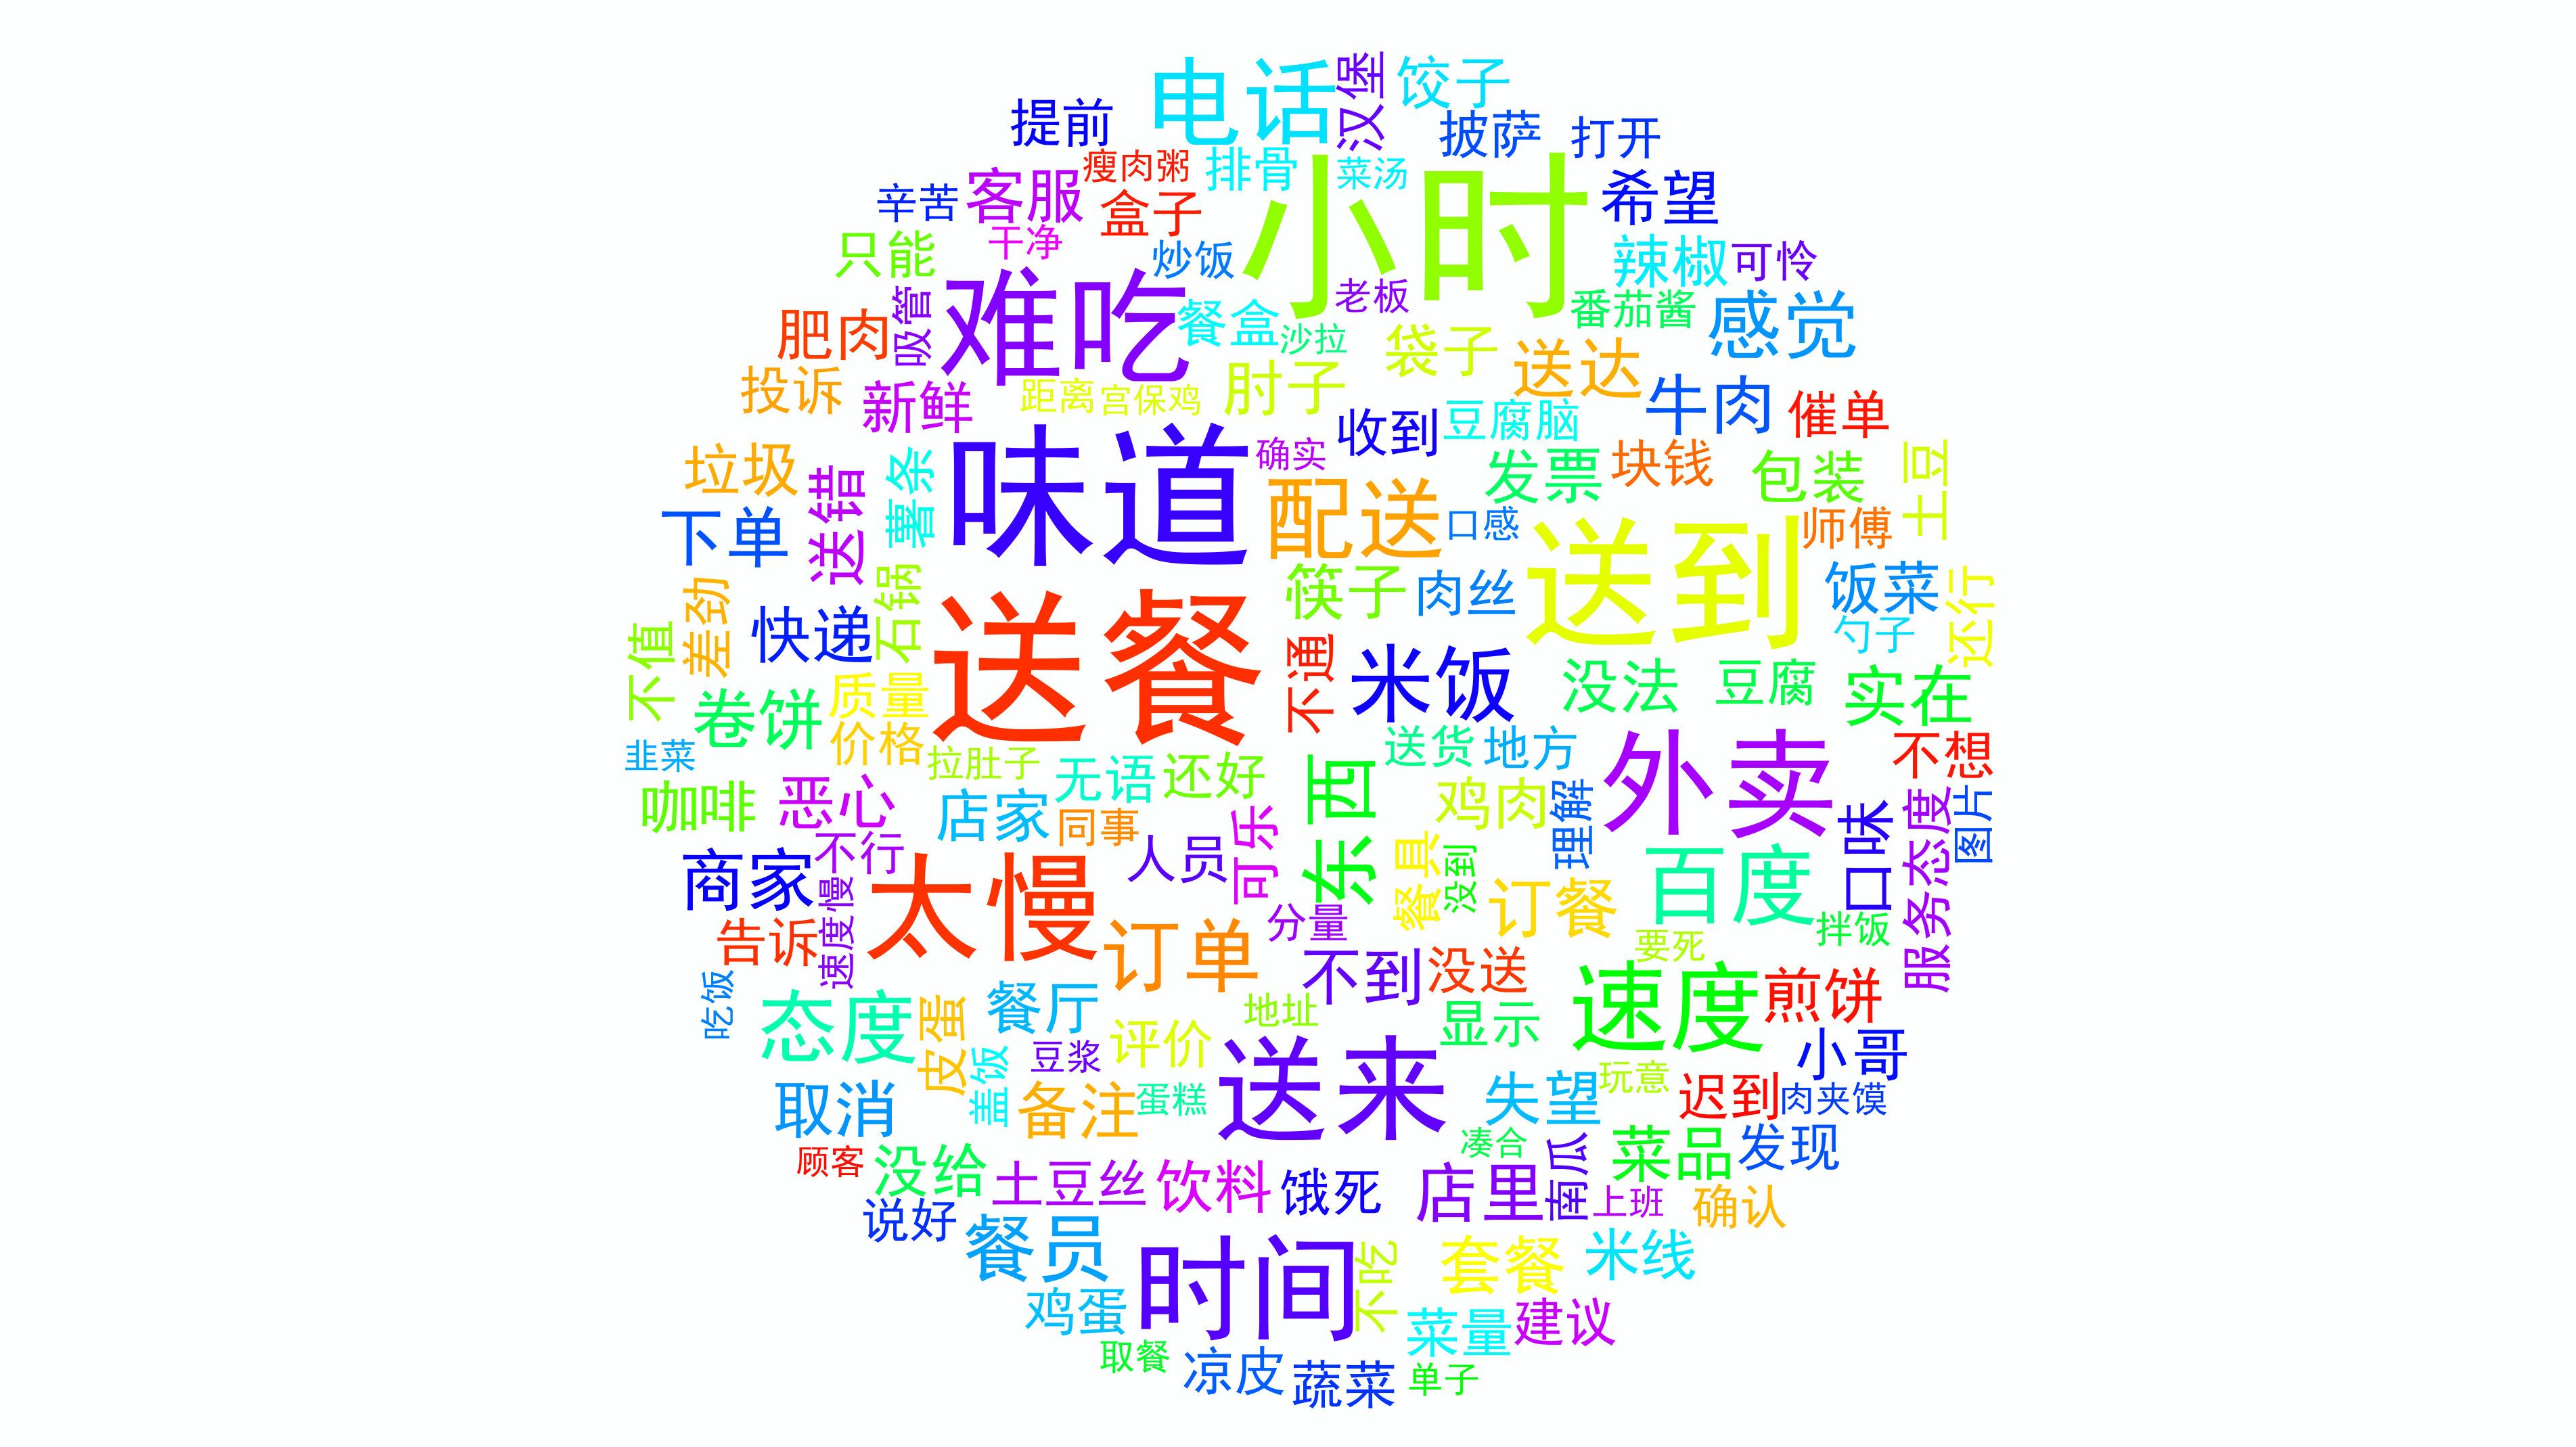 电话
汉堡
饺子
提前
披萨
打开
瘦肉粥
排骨
菜汤
小时
辛苦
客服
盒子
希望
只能
干净
炒饭
辣椒
可怜
难吃
老板
番茄酱
感觉
肥肉
吸管
餐盒
沙拉
袋子
送达
投诉
新鲜
距离
宫保鸡
肘子
牛肉
催单
收到
豆腐脑
味道
确实
垃圾
送错
薯条
发票
块钱
包装
土豆
下单
配送
口感
送到
师傅
差劲
快递
石锅
送餐
筷子
肉丝
饭菜
还行
勺子
不值
不通
米饭
没法
豆腐
实在
卷饼
质量
价格
韭菜
拉肚子
送货
地方
外卖
不想
咖啡
恶心
无语
还好
东西
店家
同事
鸡肉
理解
口味
服务态度
图片
商家
不行
太慢
人员
可乐
餐具
没到
订餐
百度
告诉
速度慢
订单
分量
拌饭
要死
不到
没送
速度
煎饼
吃饭
态度
皮蛋
餐厅
地址
显示
评价
豆浆
小哥
取消
盖饭
备注
蛋糕
送来
失望
玩意
迟到
肉夹馍
顾客
没给
土豆丝
饮料
饿死
凑合
店里
南瓜
菜品
发现
上班
确认
说好
餐员
时间
不吃
套餐
米线
鸡蛋
菜量
建议
取餐
凉皮
蔬菜
单子